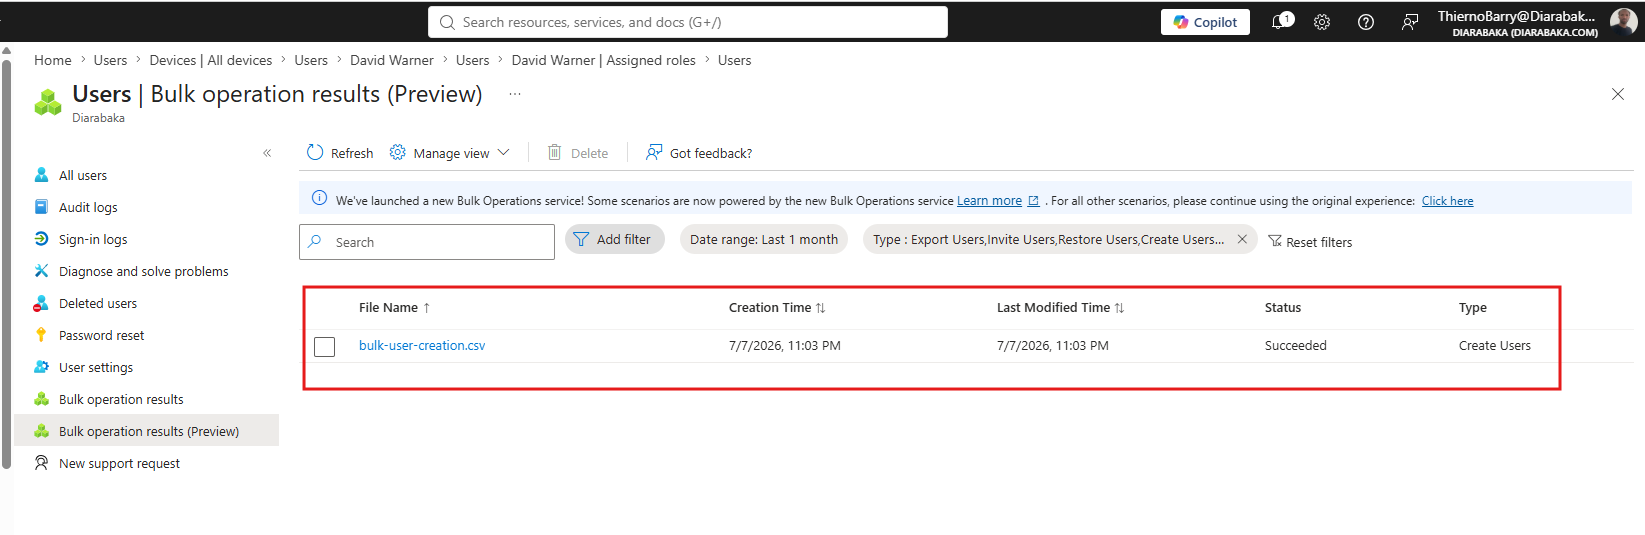 Search resources, services, and docs (G+/)
Copilot
1
ThiernoBarry@Diarabak...
DIARABAKA (DIARABAKA.COM)
Home > Users > Devices | All devices > Users > David Warner > Users > David Warner | Assigned roles > Users
Users | Bulk operation results (Preview) ...
Diarabaka
All users
Audit logs
Sign-in logs
Diagnose and solve problems
Deleted users
Password reset
User settings
Bulk operation results
Bulk operation results (Preview)
New support request
Refresh Manage view Delete Got feedback?
We've launched a new Bulk Operations service! Some scenarios are now powered by the new Bulk Operations service Learn more . For all other scenarios, please continue using the original experience: Click here
Search Add filter Date range: Last 1 month Type : Export Users,Invite Users,Restore Users,Create Users... Reset filters
File Name ↑ Creation Time ↑↓ Last Modified Time ↑↓ Status Type
bulk-user-creation.csv 7/7/2026, 11:03 PM 7/7/2026, 11:03 PM Succeeded Create Users